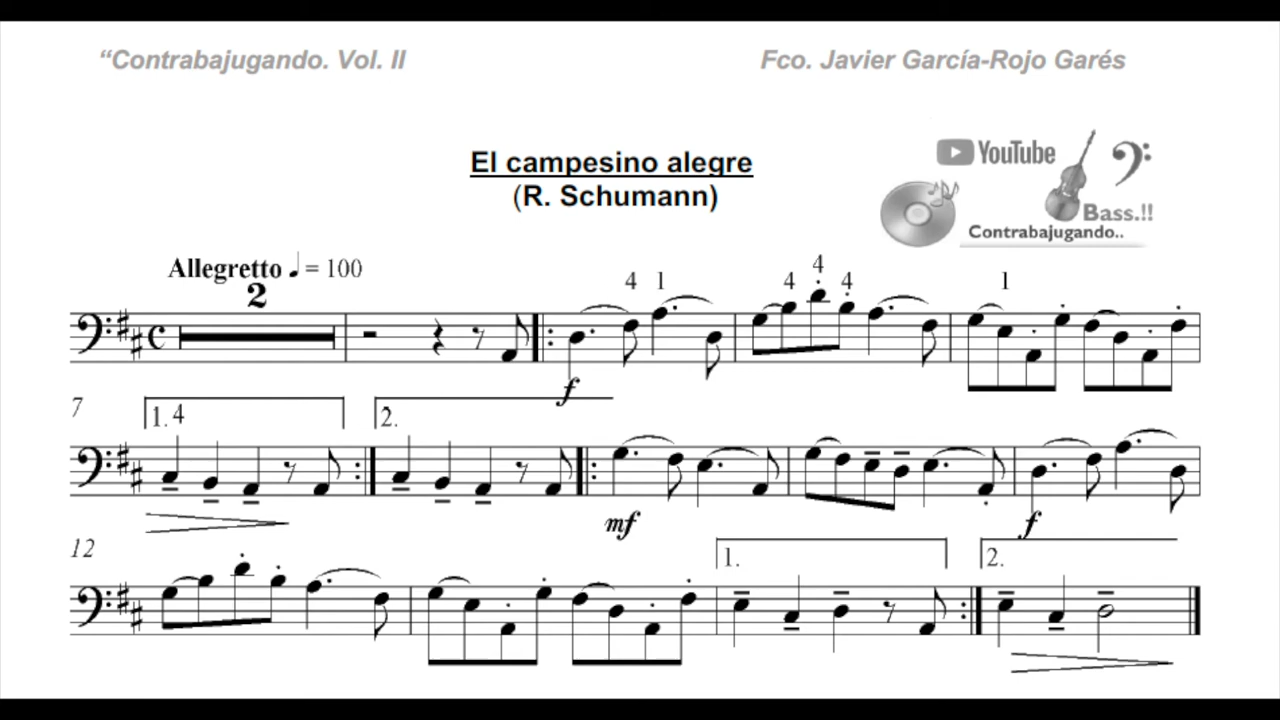 “Contrabajugando. Vol. II
Fco. Javier García-Rojo Garés
El campesino alegre
(R. Schumann)
YouTube
Bass.!!
Contrabajugando..
Allegretto ♩ = 100
2
4 1 4 4 4 1
f
7
1. 4
2.
mf
f
12
1.
2.